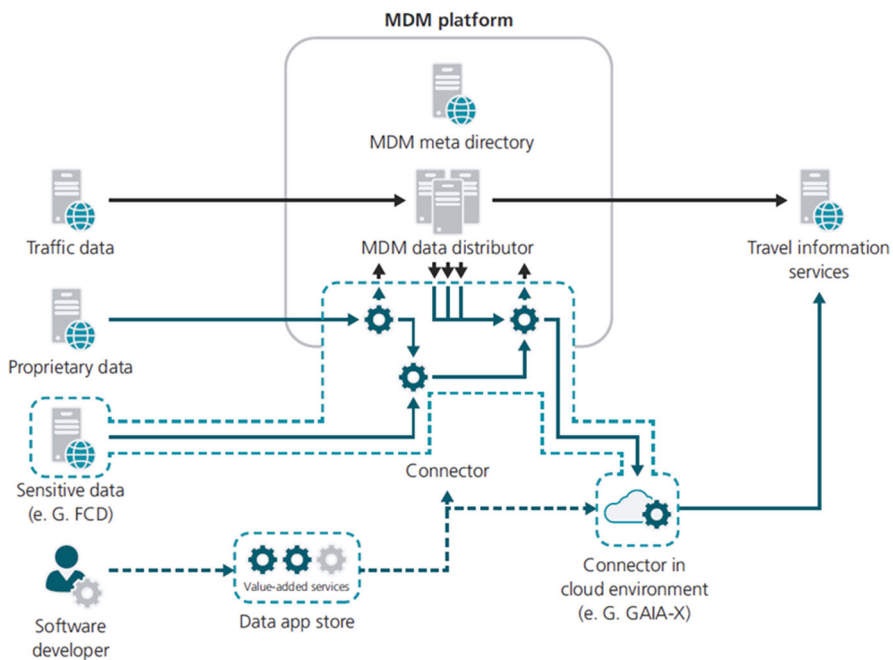 MDM platform
MDM meta directory
Traffic data
MDM data distributor
Travel information
services
Proprietary data
Sensitive data
(e. G. FCD)
Connector
Value-added services
Data app store
Connector in
cloud environment
(e. G. GAIA-X)
Software
developer